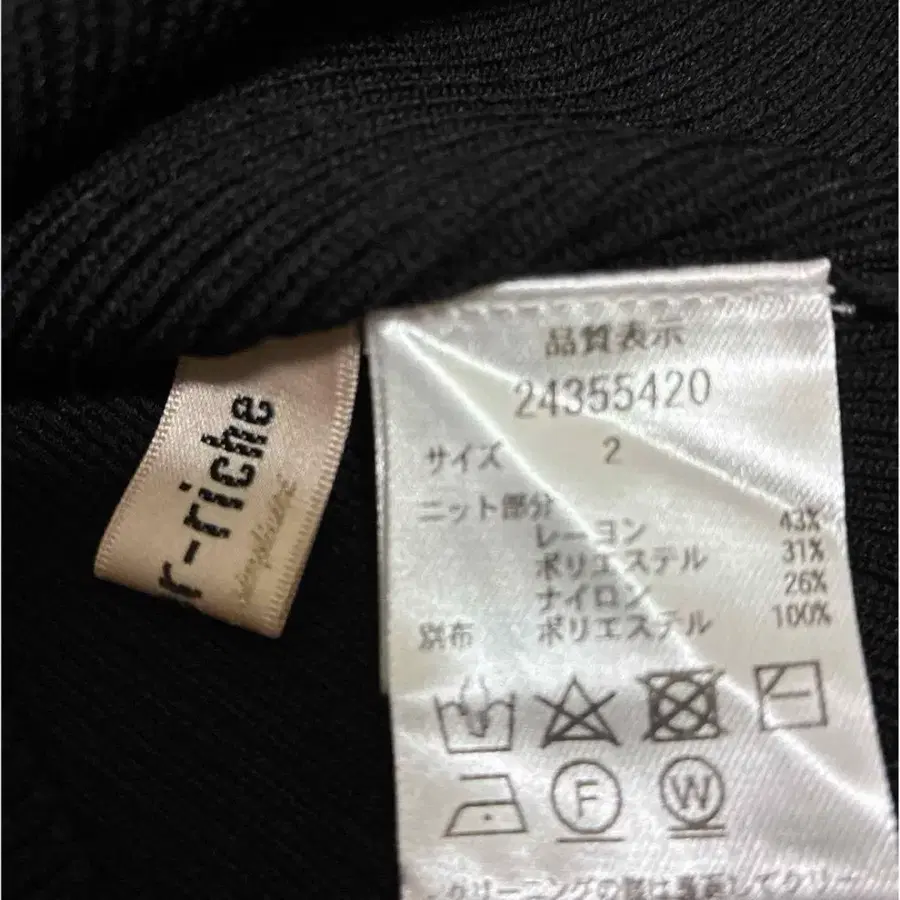 r-riche
品質表示
24355420
サイズ 2
ニット部分
レーヨン 43%
ポリエステル 31%
ナイロン 26%
別布 ポリエステル 100%
F
W